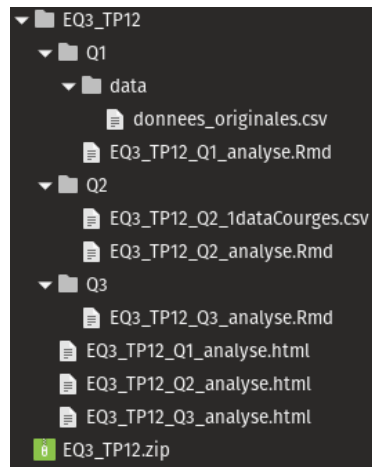 EQ3_TP12
Q1
data
donnees_originales.csv
EQ3_TP12_Q1_analyse.Rmd
Q2
EQ3_TP12_Q2_1dataCourges.csv
EQ3_TP12_Q2_analyse.Rmd
Q3
EQ3_TP12_Q3_analyse.Rmd
EQ3_TP12_Q1_analyse.html
EQ3_TP12_Q2_analyse.html
EQ3_TP12_Q3_analyse.html
EQ3_TP12.zip